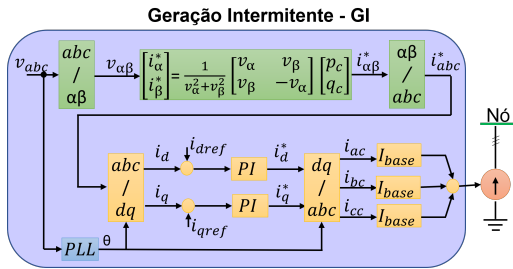 Geração Intermitente - GI
v_abc
abc / αβ
v_αβ
[i*_α i*_β] = 1/(v²_α+v²_β) [v_α v_β v_β -v_α] [p_c q_c]
i*_αβ
αβ / abc
i*_abc
Nó
abc / dq
i_d
i_dref
PI
i*_d
i_q
i_qref
PI
i*_q
dq / abc
i_ac
I_base
i_bc
I_base
i_cc
I_base
PLL
θ